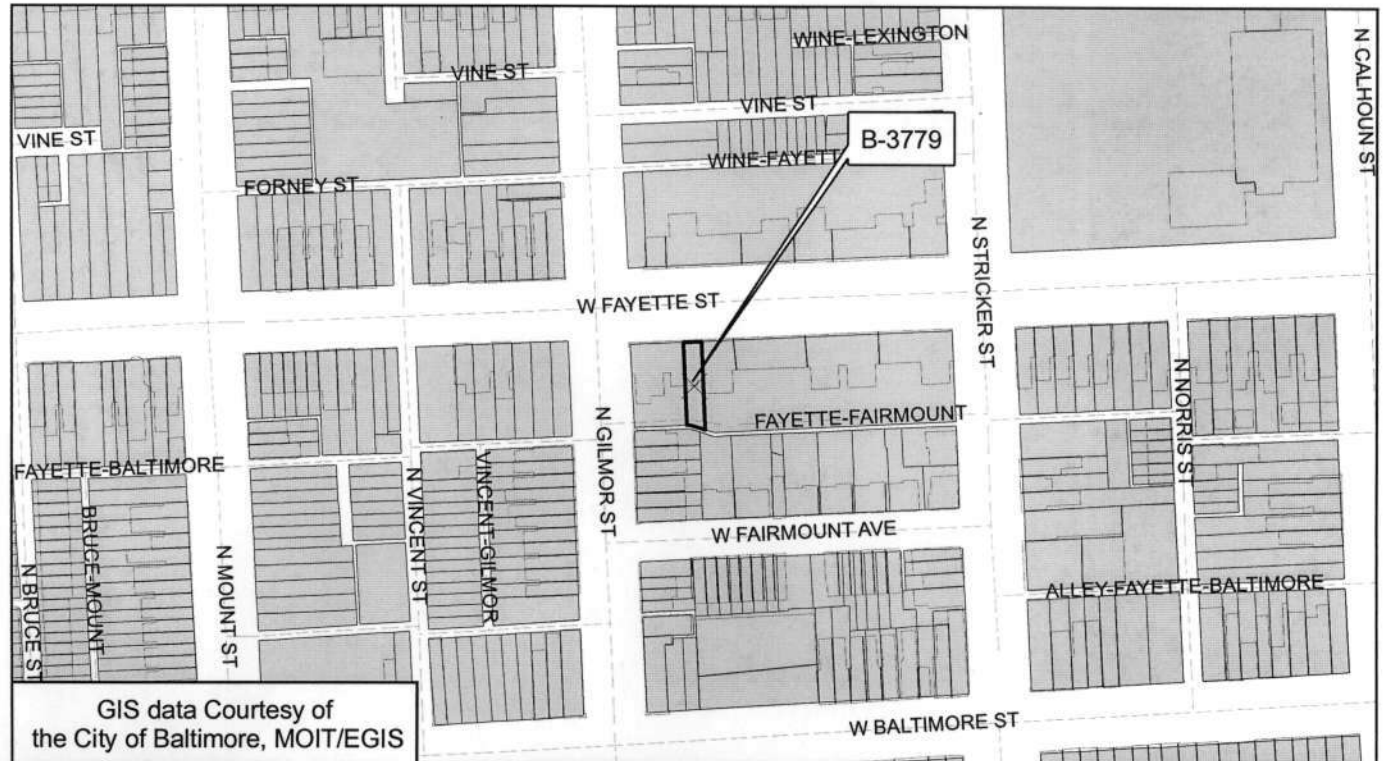 WINE-LEXINGTON
N CALHOUN ST
VINE ST
VINE ST
VINE ST
B-3779
WINE-FAYETT
FORNEY ST
N STRICKER ST
W FAYETTE ST
N GILMOR ST
FAYETTE-FAIRMOUNT
N NORRIS ST
FAYETTE-BALTIMORE
N VINCENT ST
VINCENT-GILMOR
BRUCE-MOUNT
W FAIRMOUNT AVE
N BRUCE ST
N MOUNT ST
ALLEY-FAYETTE-BALTIMORE
W BALTIMORE ST
GIS data Courtesy of
the City of Baltimore, MOIT/EGIS